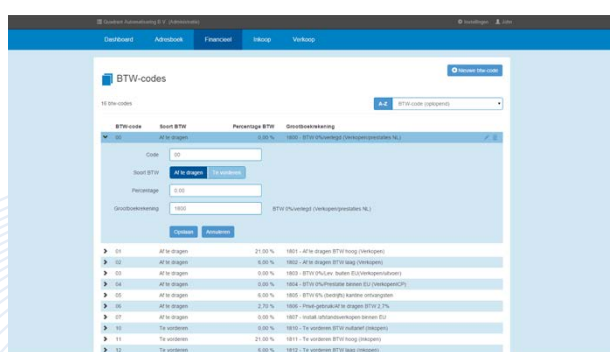 Quadrant Automatisering B.V. (Administratie) Instellingen John
Dashboard Adresboek Financieel Inkoop Verkoop
BTW-codes Nieuwe btw-code
16 btw-codes A-Z BTW-code (oplopend)
BTW-code Soort BTW Percentage BTW Grootboekrekening
00 Af te dragen 0,00 % 1800 - BTW 0%/verlegd (Verkopen/prestaties NL)
Code 00
Soort BTW Af te dragen Te vorderen
Percentage 0.00
Grootboekrekening 1800 BTW 0%/verlegd (Verkopen/prestaties NL)
Opslaan Annuleren
01 Af te dragen 21,00 % 1801 - Af te dragen BTW hoog (Verkopen)
02 Af te dragen 6,00 % 1802 - Af te dragen BTW laag (Verkopen)
03 Af te dragen 0,00 % 1803 - BTW 0%/Lev. buiten EU(Verkopen/uitvoer)
04 Af te dragen 0,00 % 1804 - BTW 0%/Prestatie binnen EU (Verkopen/ICP)
05 Af te dragen 6,00 % 1805 - BTW 6% (bedrijfs) kantine ontvangsten
06 Af te dragen 2,70 % 1806 - Privé-gebruik/Af te dragen BTW 2,7%
07 Af te dragen 0,00 % 1807 - Install./afstandsverkopen binnen EU
10 Te vorderen 0,00 % 1810 - Te vorderen BTW nultarief (Inkopen)
11 Te vorderen 21,00 % 1811 - Te vorderen BTW hoog (Inkopen)
12 Te vorderen 6,00 % 1812 - Te vorderen BTW laag (Inkopen)